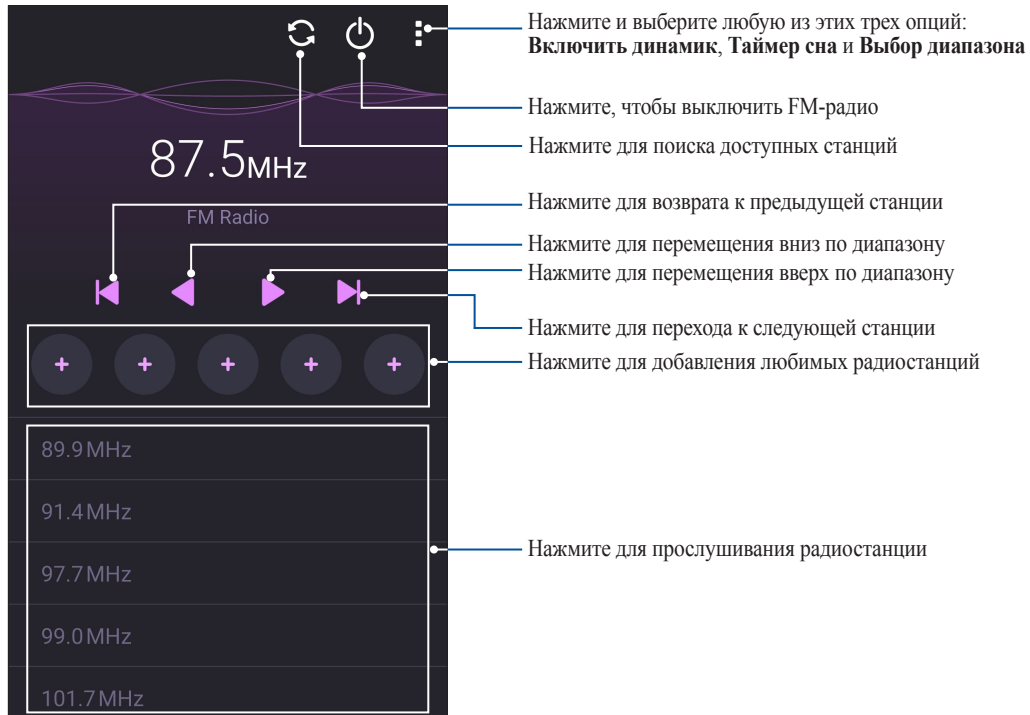 Нажмите и выберите любую из этих трех опций:
Включить динамик, Таймер сна и Выбор диапазона
Нажмите, чтобы выключить FM-радио
Нажмите для поиска доступных станций
87.5MHz
FM Radio
Нажмите для возврата к предыдущей станции
Нажмите для перемещения вниз по диапазону
Нажмите для перемещения вверх по диапазону
Нажмите для перехода к следующей станции
Нажмите для добавления любимых радиостанций
+ + + + +
89.9MHz
91.4MHz
97.7MHz
99.0MHz
101.7MHz
Нажмите для прослушивания радиостанции